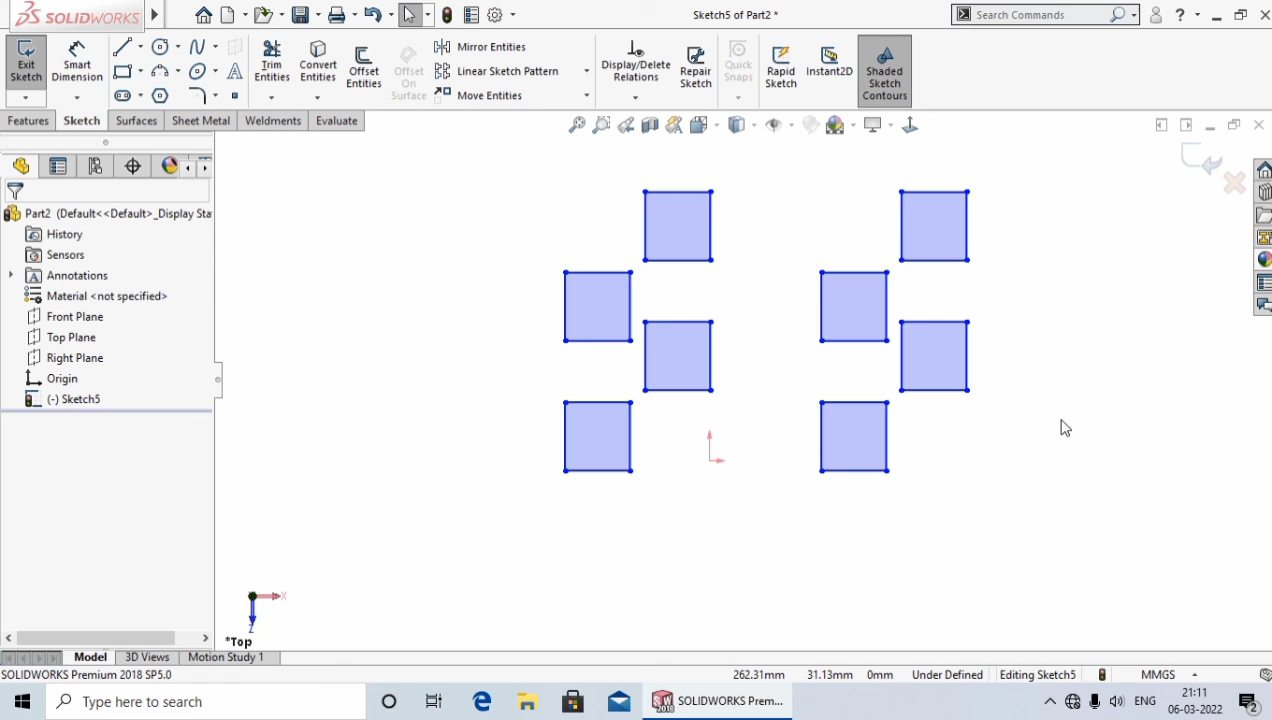 3S SOLIDWORKS
Sketch5 of Part2 *
Search Commands
?
Exit Sketch
Smart Dimension
Trim Entities
Convert Entities
Offset Entities
Offset On Surface
Mirror Entities
Linear Sketch Pattern
Move Entities
Display/Delete Relations
Repair Sketch
Quick Snaps
Rapid Sketch
Instant2D
Shaded Sketch Contours
Features
Sketch
Surfaces
Sheet Metal
Weldments
Evaluate
Part2 (Default<<Default>_Display Sta
History
Sensors
Annotations
Material <not specified>
Front Plane
Top Plane
Right Plane
Origin
(-) Sketch5
X
Z
*Top
Model
3D Views
Motion Study 1
SOLIDWORKS Premium 2018 SP5.0
262.31mm
31.13mm
0mm
Under Defined
Editing Sketch5
MMGS
Type here to search
SOLIDWORKS Prem...
ENG
21:11
06-03-2022
2